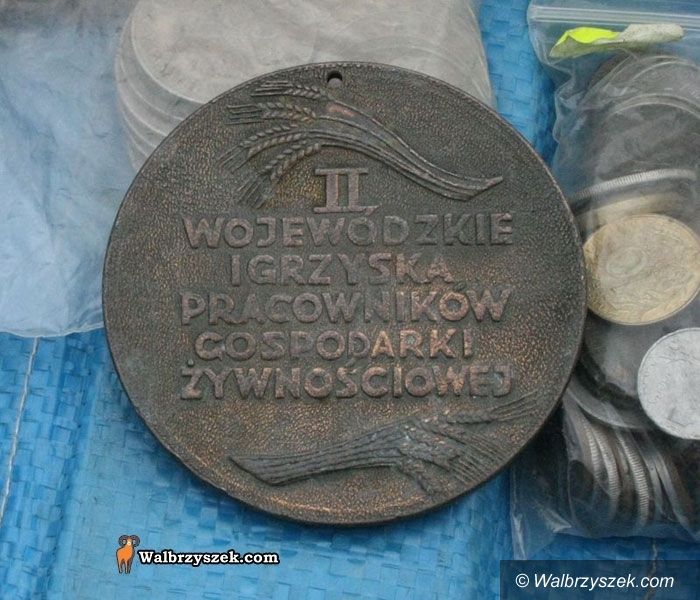 II
WOJEWÓDZKIE
IGRZYSKA
PRACOWNIKÓW
GOSPODARKI
ŻYWNOŚCIOWEJ
Walbrzyszek.com
© Walbrzyszek.com